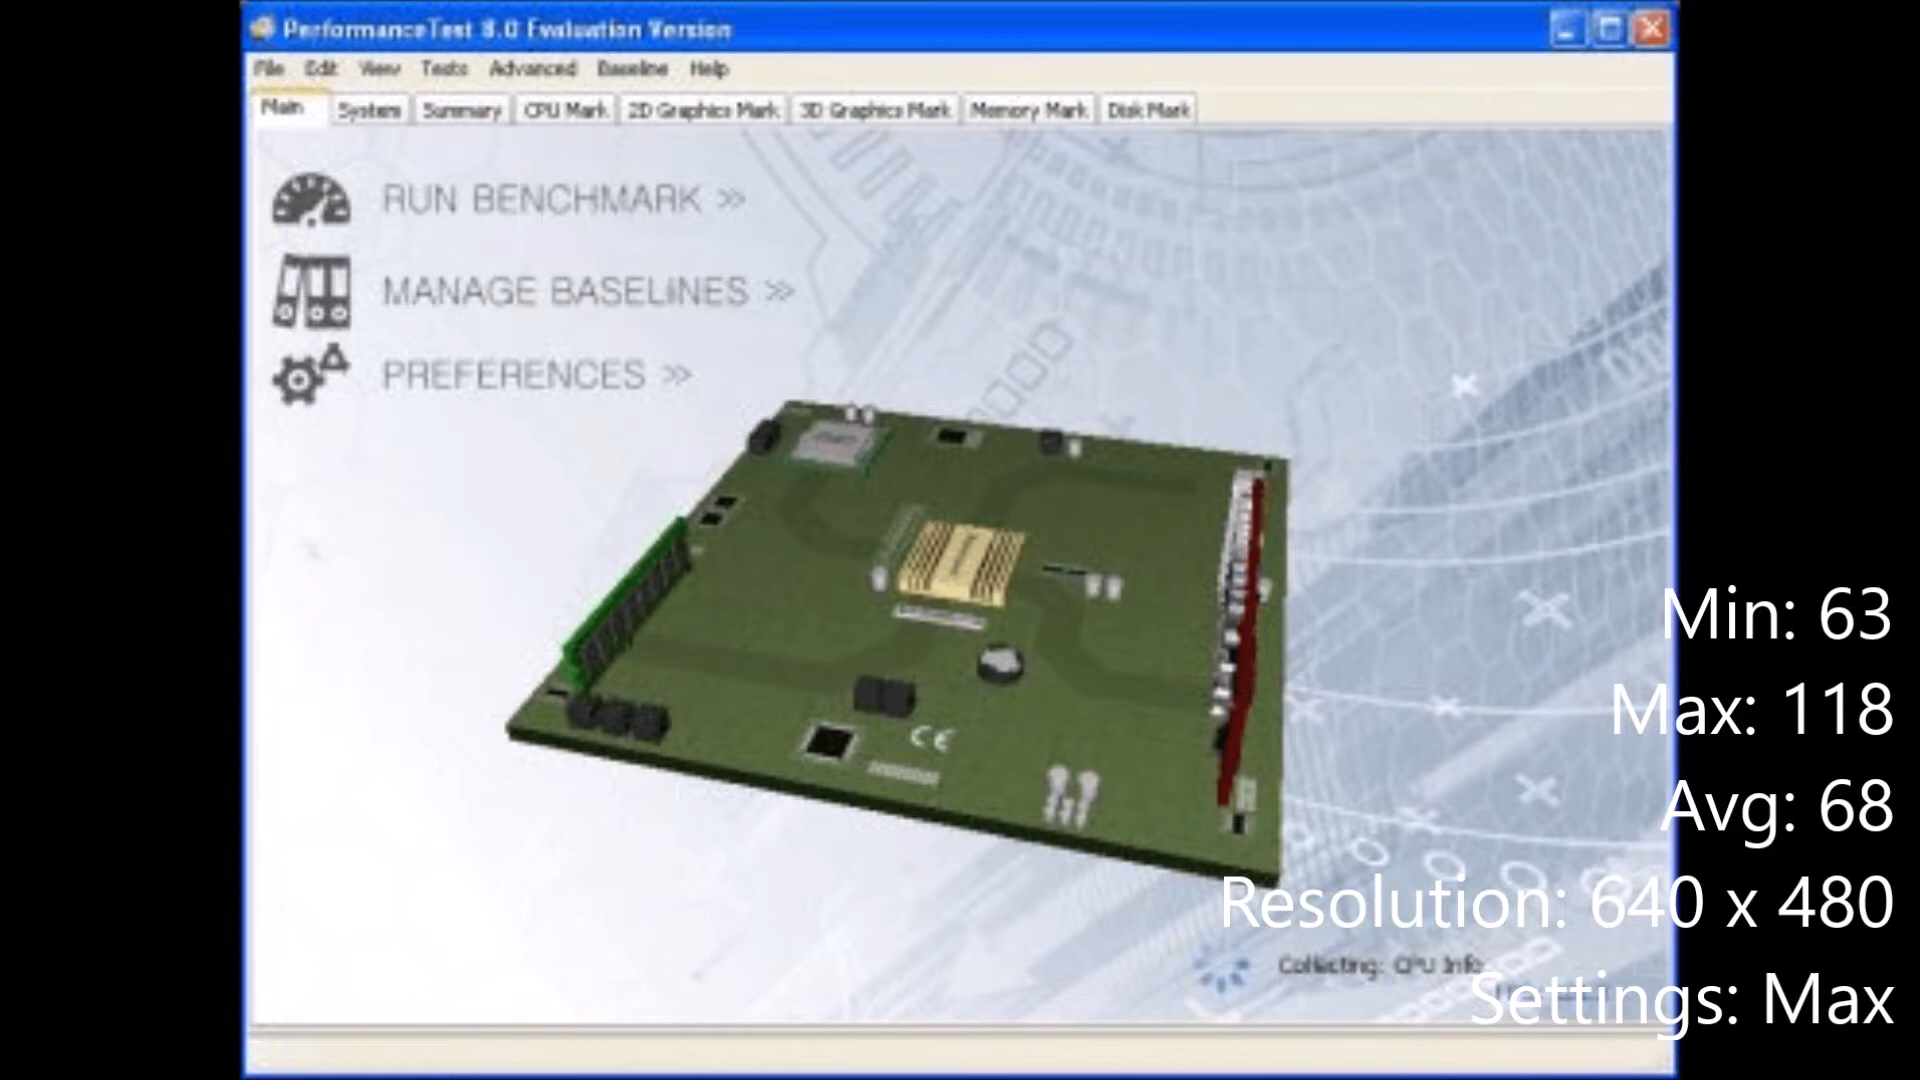 PerformanceTest 8.0 Evaluation Version
File Edit View Tests Advanced Baseline Help
Main System Summary CPU Mark 2D Graphics Mark 3D Graphics Mark Memory Mark Disk Mark
RUN BENCHMARK >>
MANAGE BASELINES >>
PREFERENCES >>
CE
Min: 63
Max: 118
Avg: 68
Resolution: 640 x 480
Collecting: CPU Info
Settings: Max